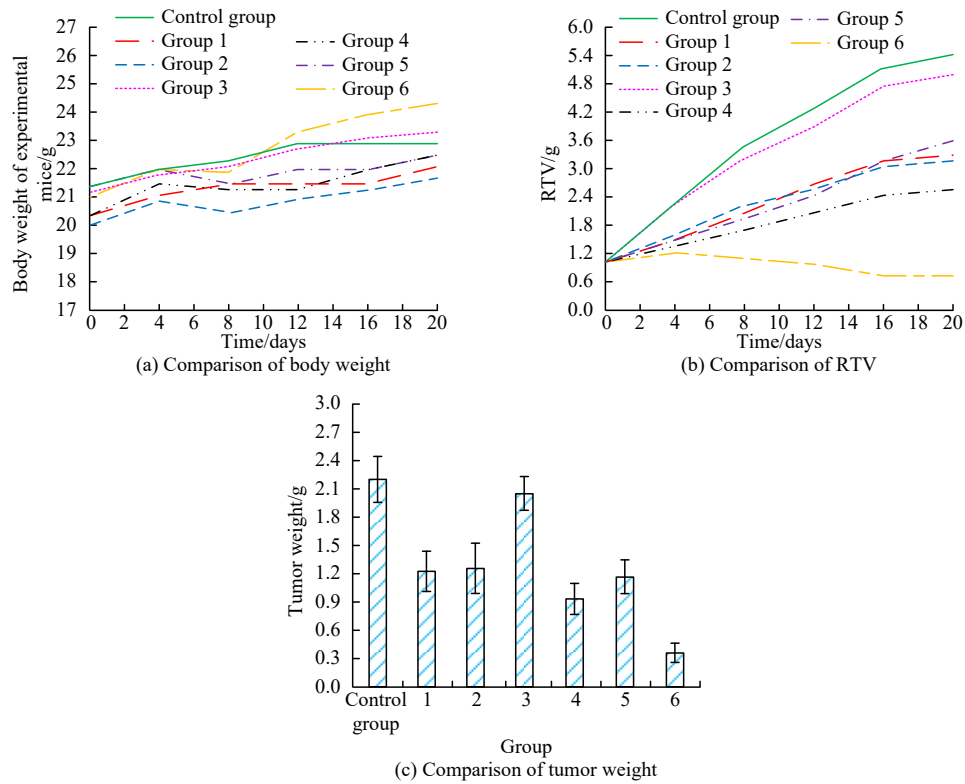 Control group
Group 1
Group 2
Group 3
Group 4
Group 5
Group 6
27
26
25
24
23
22
21
20
19
18
17
Body weight of experimental
mice/g
0 2 4 6 8 10 12 14 16 18 20
Time/days
(a) Comparison of body weight
Control group
Group 1
Group 2
Group 3
Group 4
Group 5
Group 6
6.0
5.4
4.8
4.2
3.6
3.0
2.4
1.8
1.2
0.6
0.0
RTV/g
0 2 4 6 8 10 12 14 16 18 20
Time/days
(b) Comparison of RTV
3.0
2.7
2.4
2.1
1.8
1.5
1.2
0.9
0.6
0.3
0.0
Tumor weight/g
Control
group
1 2 3 4 5 6
Group
(c) Comparison of tumor weight